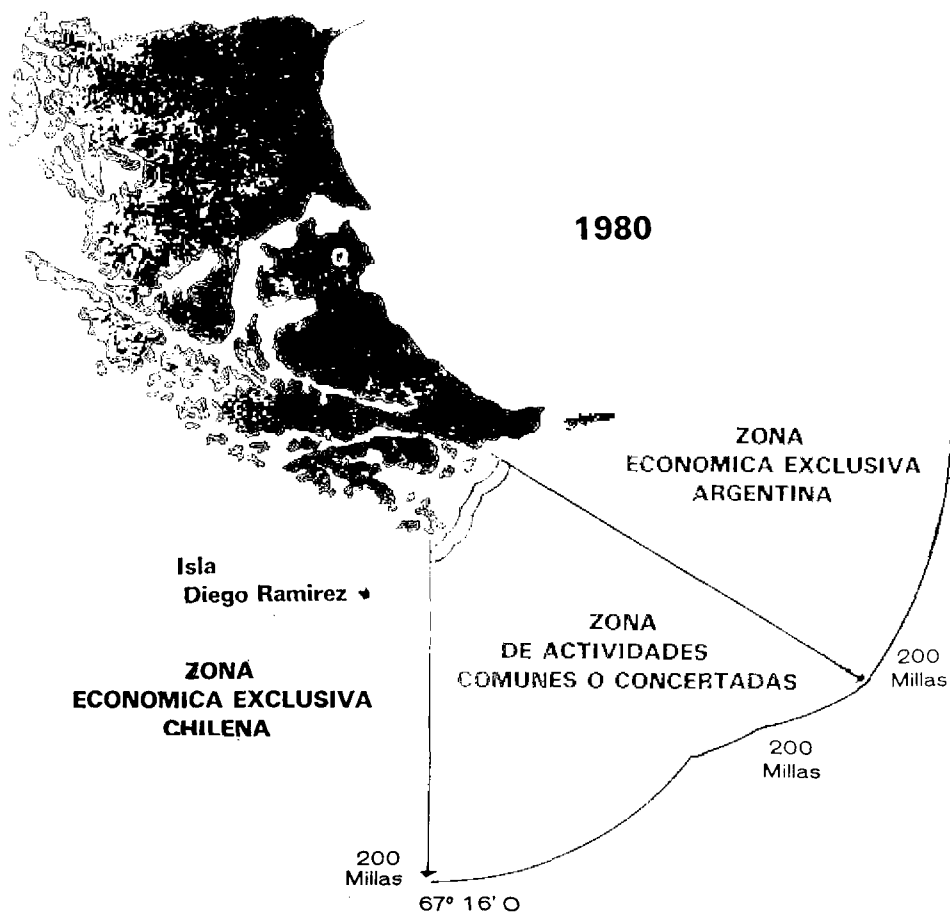 1980
ZONA
ECONOMICA EXCLUSIVA
ARGENTINA
Isla
Diego Ramirez
ZONA
DE ACTIVIDADES
COMUNES O CONCERTADAS
ZONA
ECONOMICA EXCLUSIVA
CHILENA
200
Millas
200
Millas
200
Millas
67º 16' O